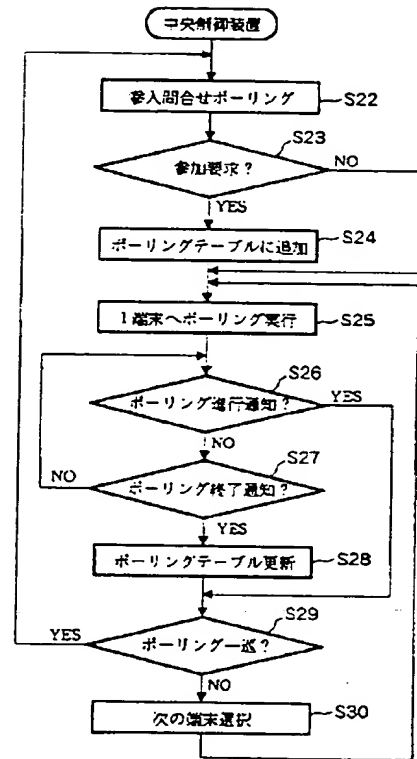 中央制御装置
参入問合せポーリング
S22
S23
参加要求?
NO
YES
ポーリングテーブルに追加
S24
1端末へポーリング実行
S25
S26
ポーリング進行通知?
YES
NO
S27
NO
ポーリング終了通知?
YES
ポーリングテーブル更新
S28
S29
YES
ポーリング一巡?
NO
次の端末選択
S30